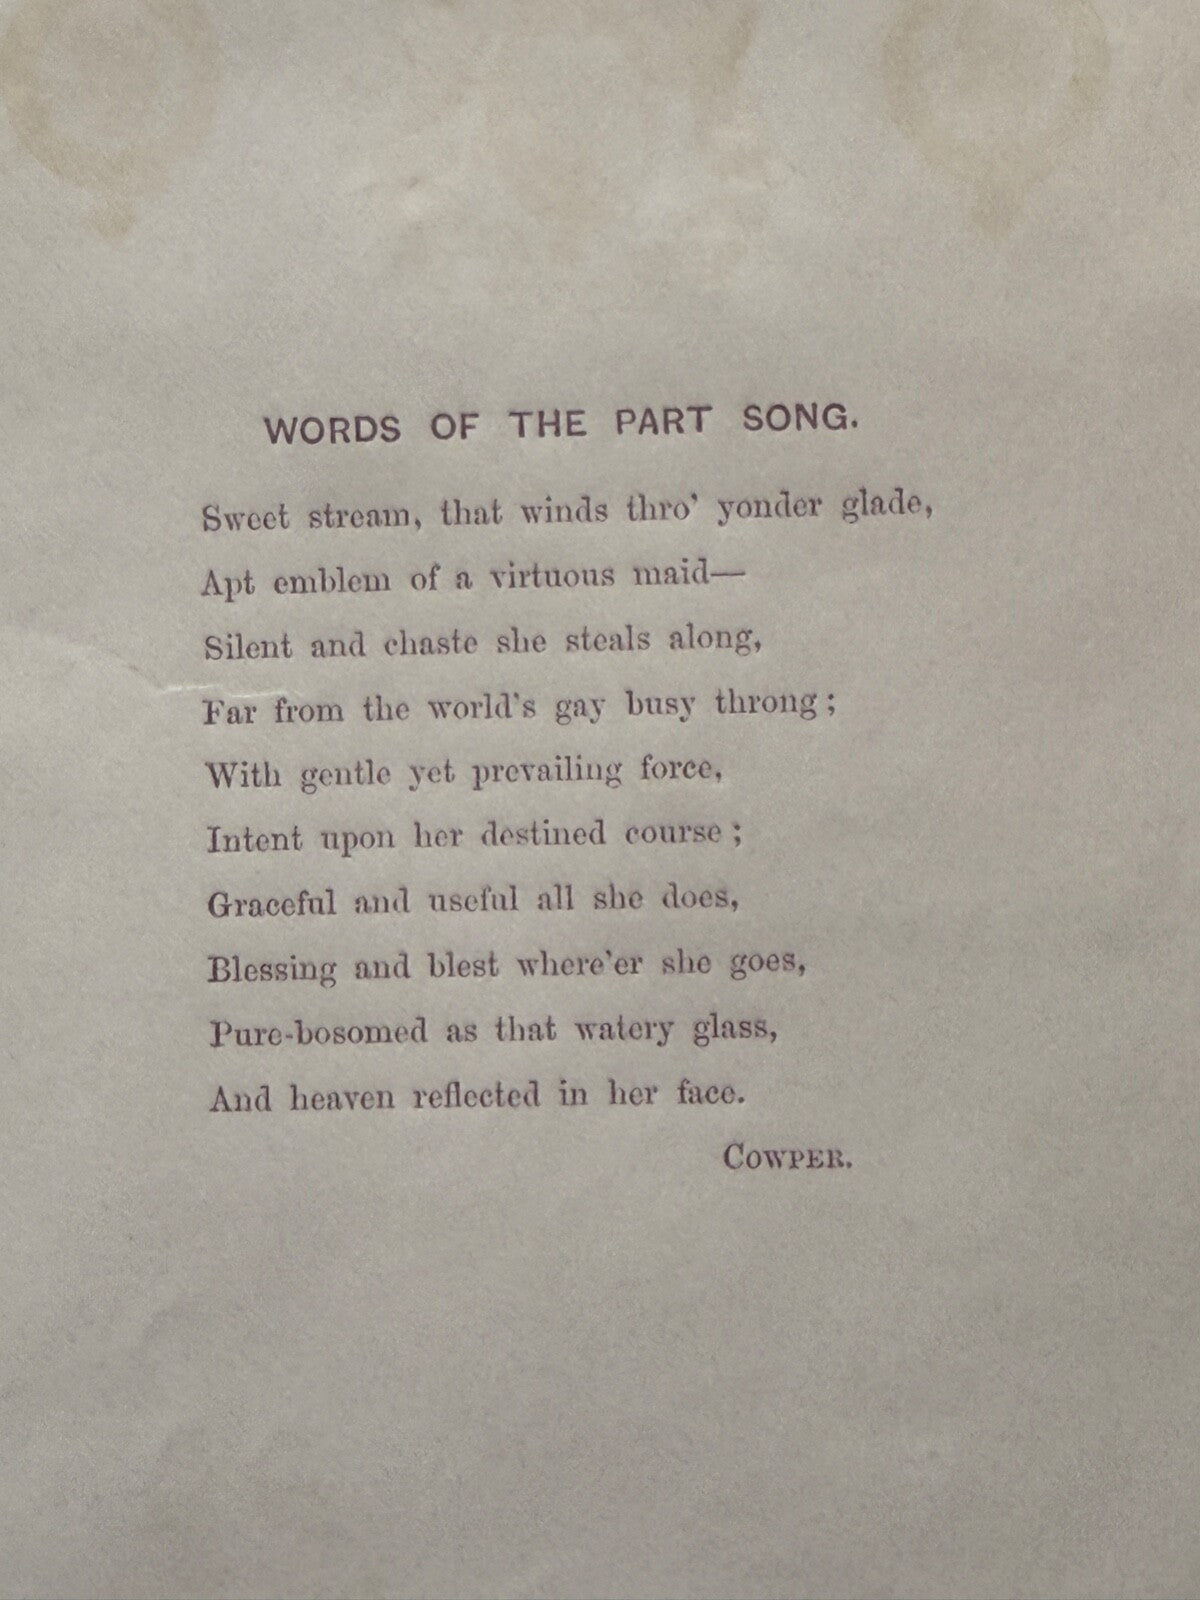 WORDS OF THE PART SONG.
Sweet stream, that winds thro' yonder glade,
Apt emblem of a virtuous maid—
Silent and chaste she steals along,
Far from the world's gay busy throng;
With gentle yet prevailing force,
Intent upon her destined course;
Graceful and useful all she does,
Blessing and blest where'er she goes,
Pure-bosomed as that watery glass,
And heaven reflected in her face.
COWPER.